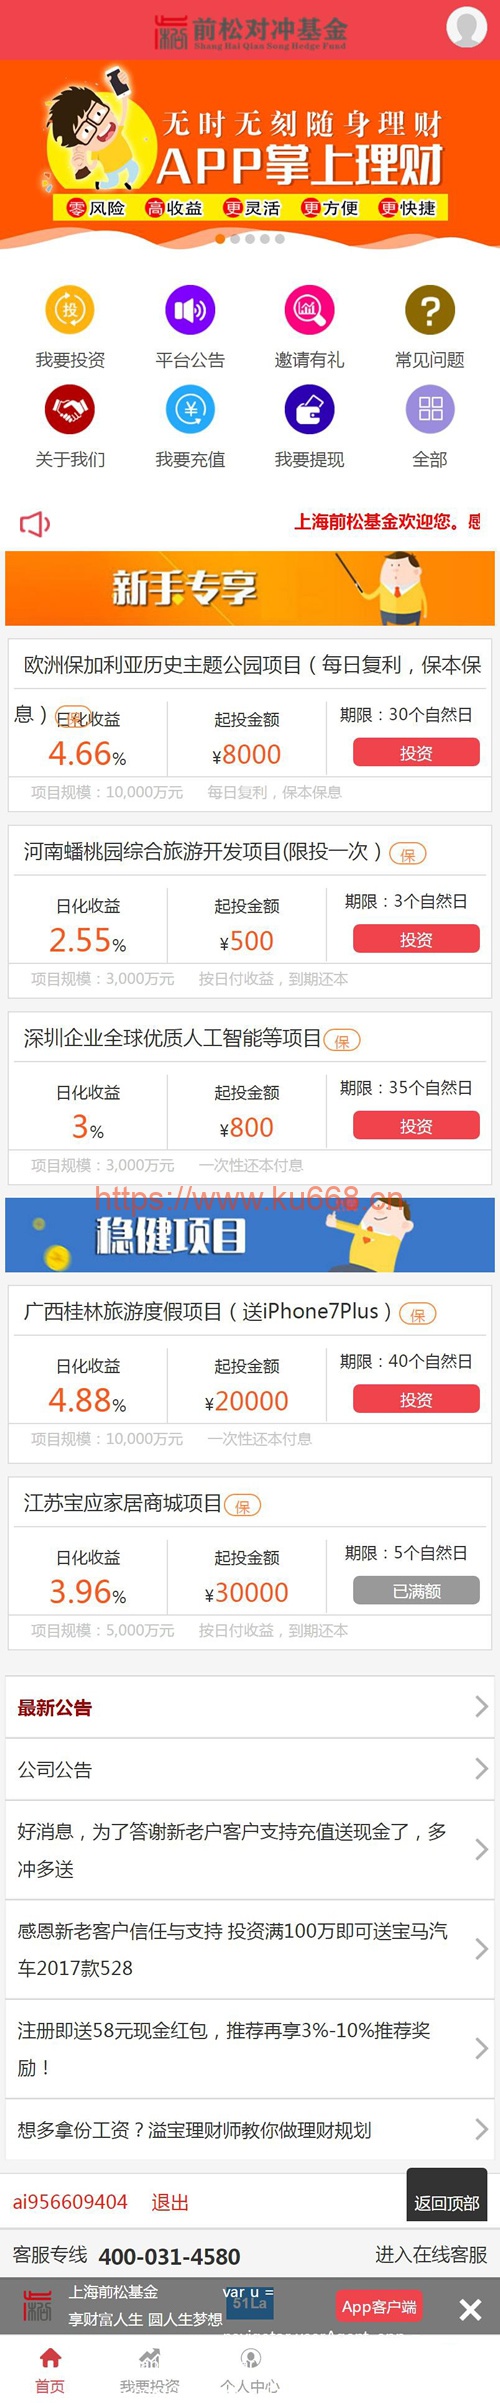 前松对冲基金
Shang Hai Qian Song Hedge Fund
无时无刻随身理财
APP掌上理财
零风险 高收益 更灵活 更方便 更快捷
我要投资 平台公告 邀请有礼 常见问题
关于我们 我要充值 我要提现 全部
上海前松基金欢迎您。感
新手专享
欧洲保加利亚历史主题公园项目（每日复利，保本保
息） 保
日化收益 起投金额 期限：30个自然日
4.66% ¥8000 投资
项目规模：10,000万元 每日复利，保本保息
河南蟠桃园综合旅游开发项目(限投一次） 保
日化收益 起投金额 期限：3个自然日
2.55% ¥500 投资
项目规模：3,000万元 按日付收益，到期还本
深圳企业全球优质人工智能等项目 保
日化收益 起投金额 期限：35个自然日
3% ¥800 投资
项目规模：3,000万元 一次性还本付息
https://www.ku668.cn
稳健项目
广西桂林旅游度假项目（送iPhone7Plus） 保
日化收益 起投金额 期限：40个自然日
4.88% ¥20000 投资
项目规模：10,000万元 一次性还本付息
江苏宝应家居商城项目 保
日化收益 起投金额 期限：5个自然日
3.96% ¥30000 已满额
项目规模：5,000万元 按日付收益，到期还本
最新公告
公司公告
好消息，为了答谢新老户客户支持充值送现金了，多
冲多送
感恩新老客户信任与支持 投资满100万即可送宝马汽
车2017款528
注册即送58元现金红包，推荐再享3%-10%推荐奖
励！
想多拿份工资？溢宝理财师教你做理财规划
ai956609404 退出 返回顶部
客服专线 400-031-4580 进入在线客服
上海前松基金 var u =
享财富人生 圆人生梦想 51La App客户端
首页 我要投资 个人中心